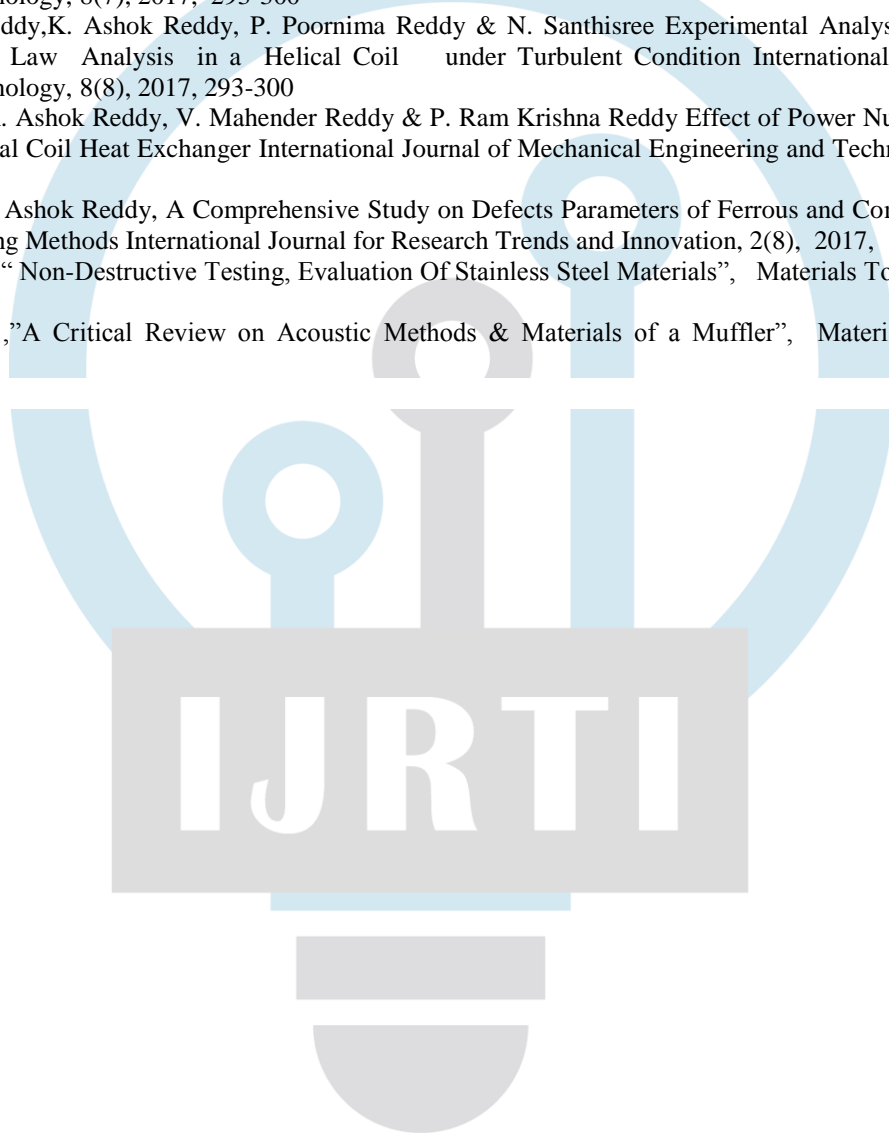 nology, 8(7), 2017, 293-300
eddy,K. Ashok Reddy, P. Poornima Reddy & N. Santhisree Experimental Analys
Law Analysis in a Helical Coil under Turbulent Condition International
nology, 8(8), 2017, 293-300
. Ashok Reddy, V. Mahender Reddy & P. Ram Krishna Reddy Effect of Power Nu
al Coil Heat Exchanger International Journal of Mechanical Engineering and Techn
Ashok Reddy, A Comprehensive Study on Defects Parameters of Ferrous and Con
ng Methods International Journal for Research Trends and Innovation, 2(8), 2017,
“ Non-Destructive Testing, Evaluation Of Stainless Steel Materials”, Materials To
,”A Critical Review on Acoustic Methods & Materials of a Muffler”, Materi
IJRTI